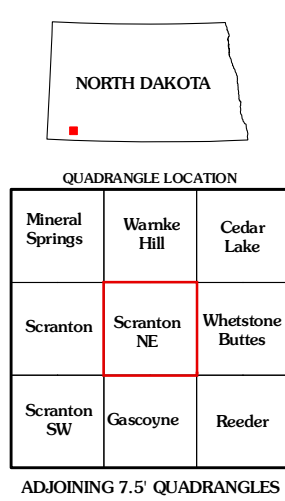 NORTH DAKOTA
QUADRANGLE LOCATION
Mineral
Springs
Warnke
Hill
Cedar
Lake
Scranton
Scranton
NE
Whetstone
Buttes
Scranton
SW
Gascoyne
Reeder
ADJOINING 7.5' QUADRANGLES